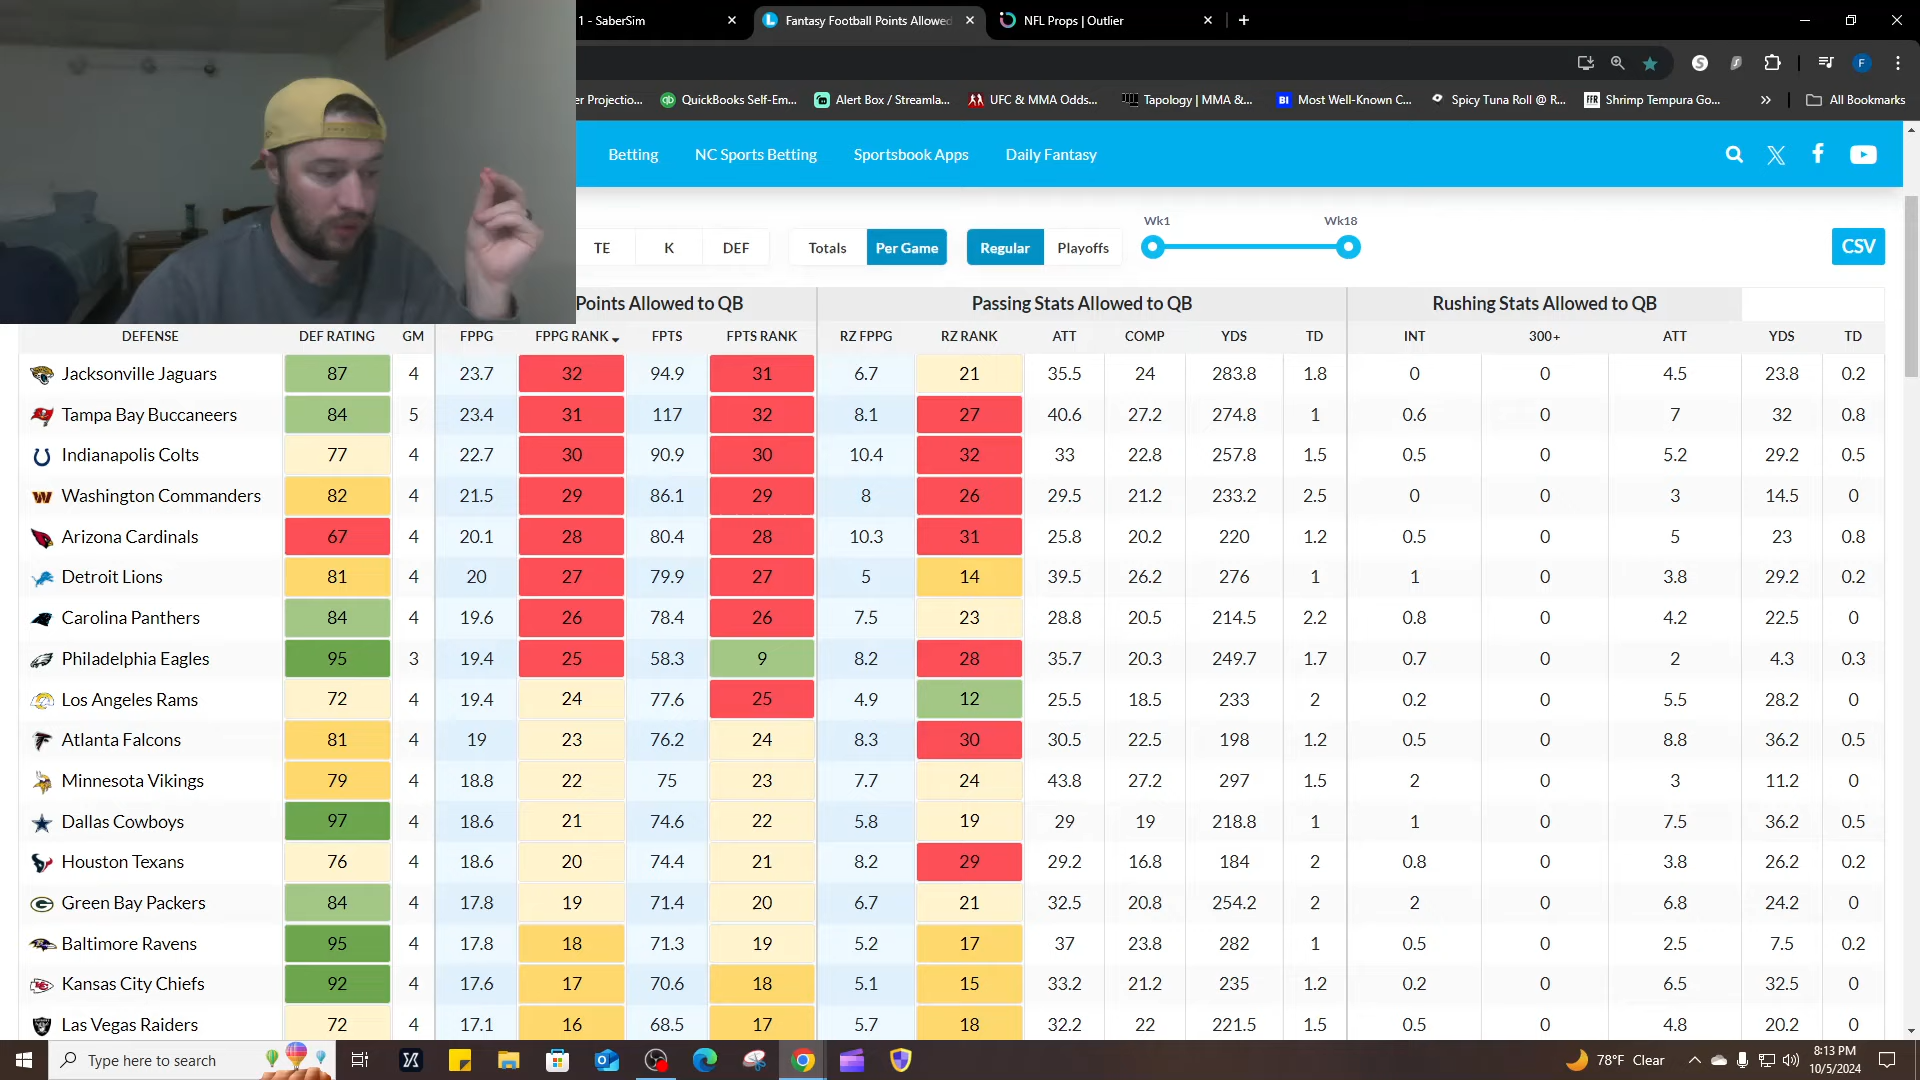 1 - SaberSim
Fantasy Football Points Allowed
NFL Props | Outlier
er Projectio...
QuickBooks Self-Em...
Alert Box / Streamla...
UFC & MMA Odds...
Tapology | MMA &...
Most Well-Known C...
Spicy Tuna Roll @ R...
Shrimp Tempura Go...
All Bookmarks
Betting NC Sports Betting Sportsbook Apps Daily Fantasy
Wk1 Wk18
TE K DEF Totals Per Game Regular Playoffs CSV
Points Allowed to QB Passing Stats Allowed to QB Rushing Stats Allowed to QB
DEFENSE DEF RATING GM FPPG FPPG RANK FPTS FPTS RANK RZ FPPG RZ RANK ATT COMP YDS TD INT 300+ ATT YDS TD
Jacksonville Jaguars 87 4 23.7 32 94.9 31 6.7 21 35.5 24 283.8 1.8 0 0 4.5 23.8 0.2
Tampa Bay Buccaneers 84 5 23.4 31 117 32 8.1 27 40.6 27.2 274.8 1 0.6 0 7 32 0.8
Indianapolis Colts 77 4 22.7 30 90.9 30 10.4 32 33 22.8 257.8 1.5 0.5 0 5.2 29.2 0.5
Washington Commanders 82 4 21.5 29 86.1 29 8 26 29.5 21.2 233.2 2.5 0 0 3 14.5 0
Arizona Cardinals 67 4 20.1 28 80.4 28 10.3 31 25.8 20.2 220 1.2 0.5 0 5 23 0.8
Detroit Lions 81 4 20 27 79.9 27 5 14 39.5 26.2 276 1 1 0 3.8 29.2 0.2
Carolina Panthers 84 4 19.6 26 78.4 26 7.5 23 28.8 20.5 214.5 2.2 0.8 0 4.2 22.5 0
Philadelphia Eagles 95 3 19.4 25 58.3 9 8.2 28 35.7 20.3 249.7 1.7 0.7 0 2 4.3 0.3
Los Angeles Rams 72 4 19.4 24 77.6 25 4.9 12 25.5 18.5 233 2 0.2 0 5.5 28.2 0
Atlanta Falcons 81 4 19 23 76.2 24 8.3 30 30.5 22.5 198 1.2 0.5 0 8.8 36.2 0.5
Minnesota Vikings 79 4 18.8 22 75 23 7.7 24 43.8 27.2 297 1.5 2 0 3 11.2 0
Dallas Cowboys 97 4 18.6 21 74.6 22 5.8 19 29 19 218.8 1 1 0 7.5 36.2 0.5
Houston Texans 76 4 18.6 20 74.4 21 8.2 29 29.2 16.8 184 2 0.8 0 3.8 26.2 0.2
Green Bay Packers 84 4 17.8 19 71.4 20 6.7 21 32.5 20.8 254.2 2 2 0 6.8 24.2 0
Baltimore Ravens 95 4 17.8 18 71.3 19 5.2 17 37 23.8 282 1 0.5 0 2.5 7.5 0.2
Kansas City Chiefs 92 4 17.6 17 70.6 18 5.1 15 33.2 21.2 235 1.2 0.2 0 6.5 32.5 0
Las Vegas Raiders 72 4 17.1 16 68.5 17 5.7 18 32.2 22 221.5 1.5 0.5 0 4.8 20.2 0
Type here to search
78°F Clear
8:13 PM
10/5/2024